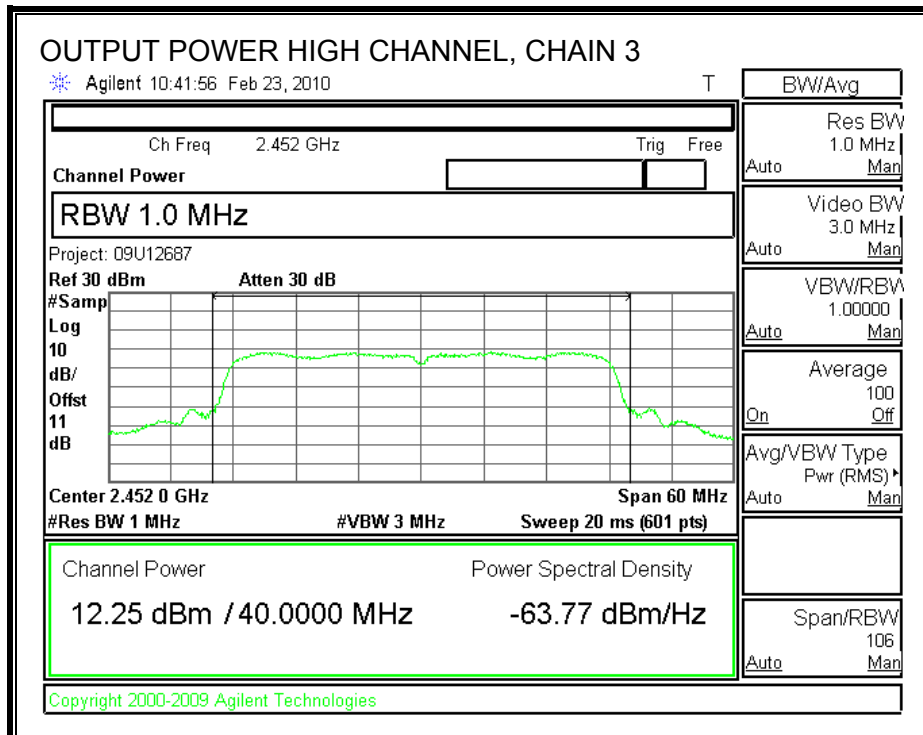 OUTPUT POWER HIGH CHANNEL, CHAIN 3
Agilent 10:41:56 Feb 23, 2010 T
BW/Avg
Ch Freq 2.452 GHz Trig Free
Channel Power
RBW 1.0 MHz
Project: 09U12687
Ref 30 dBm Atten 30 dB
#Samp
Log
10
dB/
Offst
11
dB
Center 2.452 0 GHz Span 60 MHz
#Res BW 1 MHz #VBW 3 MHz Sweep 20 ms (601 pts)
Channel Power Power Spectral Density
12.25 dBm / 40.0000 MHz -63.77 dBm/Hz
Copyright 2000-2009 Agilent Technologies
Res BW
1.0 MHz
Auto Man
Video BW
3.0 MHz
Auto Man
VBW/RBW
1.00000
Auto Man
Average
100
On Off
Avg/VBW Type
Pwr (RMS)
Auto Man
Span/RBW
106
Auto Man